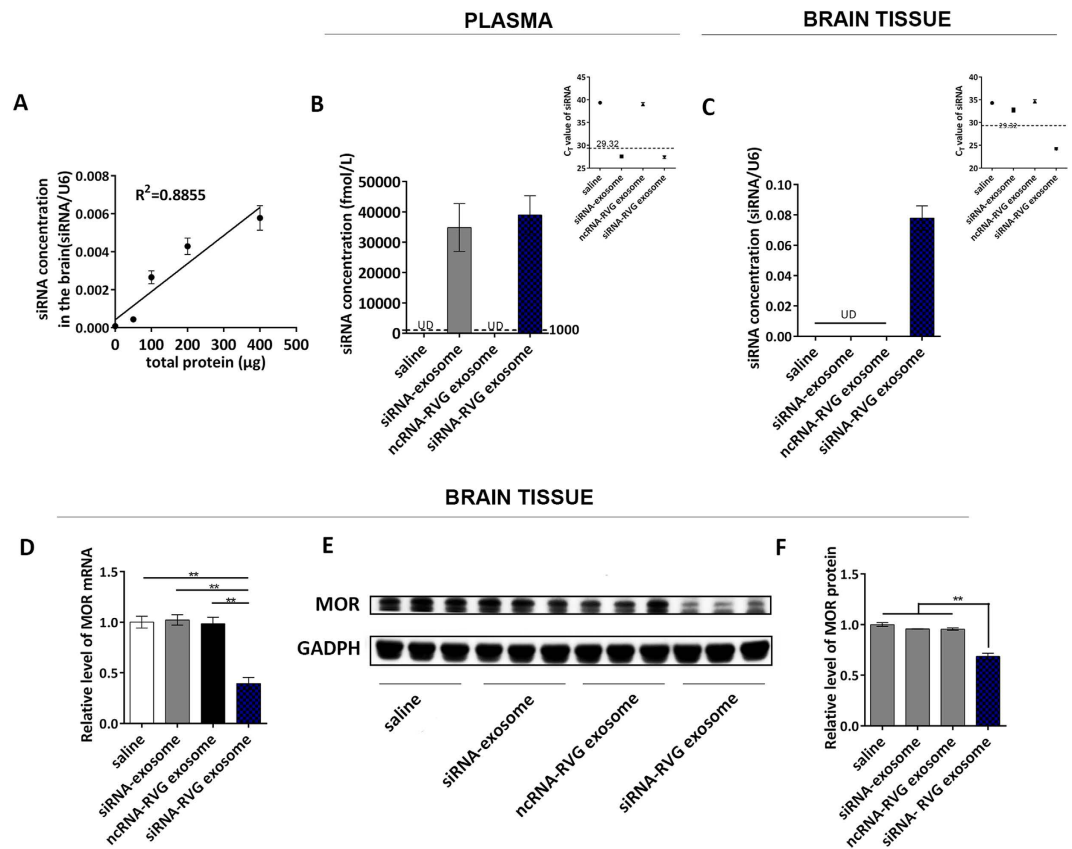 PLASMA
BRAIN TISSUE
A
siRNA concentration
in the brain(siRNA/U6)
0.008
0.006
0.004
0.002
0.000
R²=0.8855
0 100 200 300 400 500
total protein (µg)
B
siRNA concentration (fmol/L)
50000
40000
30000
20000
10000
0
UD
UD
1000
saline
siRNA-exosome
ncRNA-RVG exosome
siRNA-RVG exosome
CT value of siRNA
45
40
35
30
25
29.32
saline
siRNA-exosome
ncRNA-RVG exosome
siRNA-RVG exosome
C
siRNA concentration (siRNA/U6)
0.10
0.08
0.06
0.04
0.02
0.00
UD
saline
siRNA-exosome
ncRNA-RVG exosome
siRNA-RVG exosome
CT value of siRNA
40
35
30
25
20
29.32
saline
siRNA-exosome
ncRNA-RVG exosome
siRNA-RVG exosome
BRAIN TISSUE
D
Relative level of MOR mRNA
1.5
1.0
0.5
0.0
**
**
**
saline
siRNA-exosome
ncRNA-RVG exosome
siRNA-RVG exosome
E
MOR
GADPH
saline
siRNA-exosome
ncRNA-RVG exosome
siRNA-RVG exosome
F
Relative level of MOR protein
1.5
1.0
0.5
0.0
**
saline
siRNA-exosome
ncRNA-RVG exosome
siRNA- RVG exosome